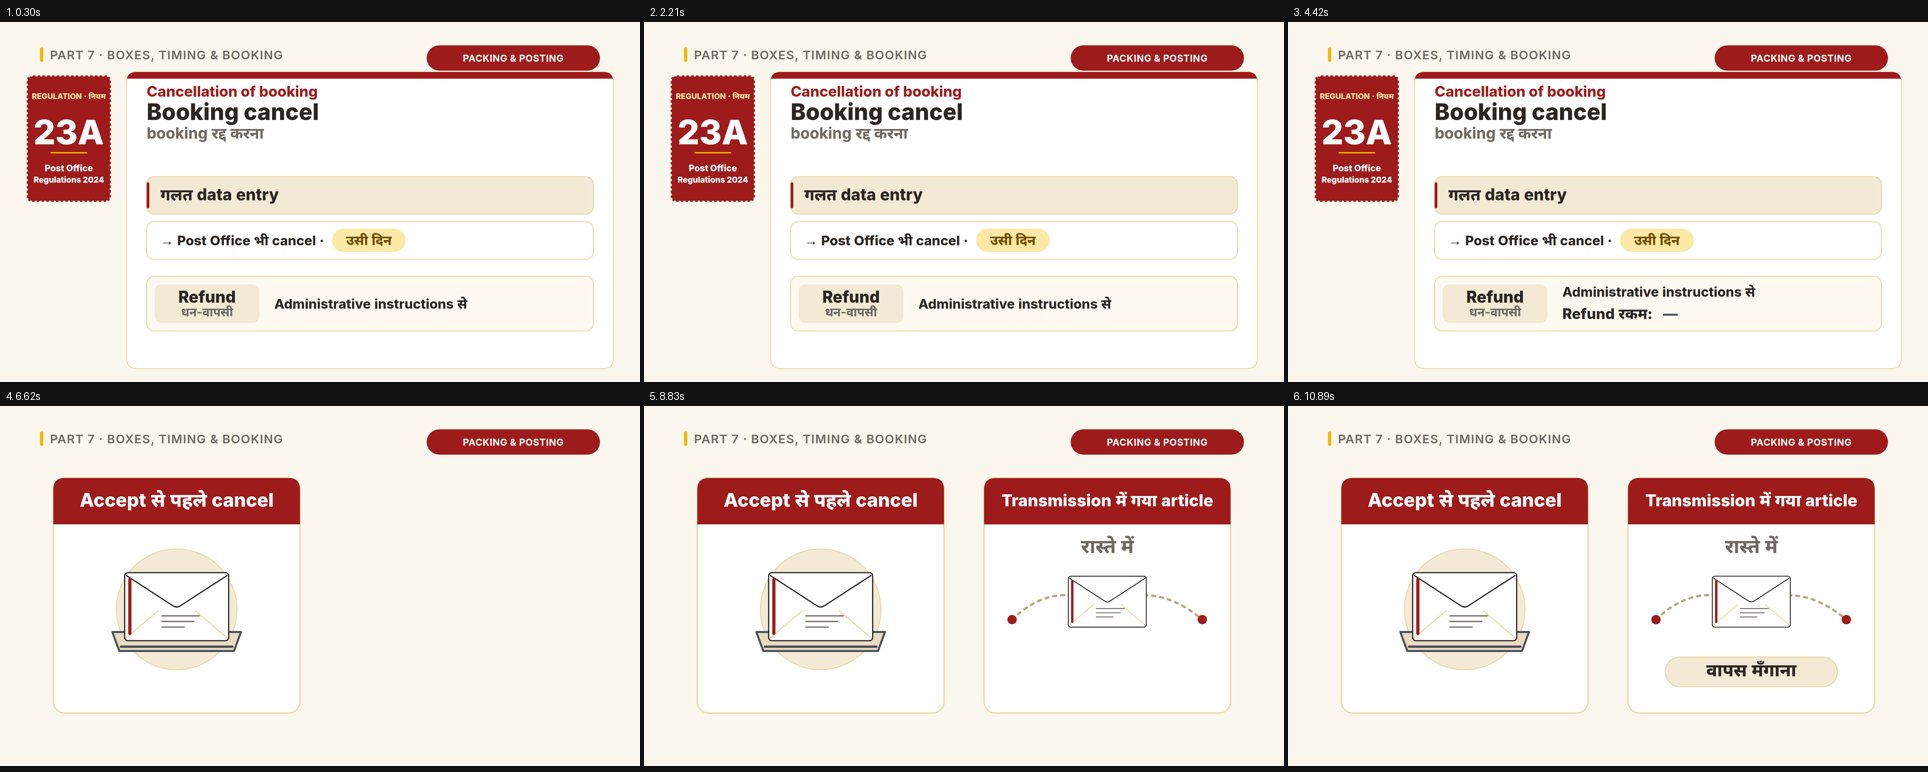 1. 0.30s
PART 7 · BOXES, TIMING & BOOKING
PACKING & POSTING
REGULATION · नियम
23A
Post Office
Regulations 2024
Cancellation of booking
Booking cancel
booking रद्द करना
गलत data entry
→ Post Office भी cancel · उसी दिन
Refund
धन-वापसी
Administrative instructions से
2. 2.21s
PART 7 · BOXES, TIMING & BOOKING
PACKING & POSTING
REGULATION · नियम
23A
Post Office
Regulations 2024
Cancellation of booking
Booking cancel
booking रद्द करना
गलत data entry
→ Post Office भी cancel · उसी दिन
Refund
धन-वापसी
Administrative instructions से
3. 4.42s
PART 7 · BOXES, TIMING & BOOKING
PACKING & POSTING
REGULATION · नियम
23A
Post Office
Regulations 2024
Cancellation of booking
Booking cancel
booking रद्द करना
गलत data entry
→ Post Office भी cancel · उसी दिन
Refund
धन-वापसी
Administrative instructions से
Refund रकम: —
4. 6.62s
PART 7 · BOXES, TIMING & BOOKING
PACKING & POSTING
Accept से पहले cancel
5. 8.83s
PART 7 · BOXES, TIMING & BOOKING
PACKING & POSTING
Accept से पहले cancel
Transmission में गया article
रास्ते में
6. 10.89s
PART 7 · BOXES, TIMING & BOOKING
PACKING & POSTING
Accept से पहले cancel
Transmission में गया article
रास्ते में
वापस मँगाना